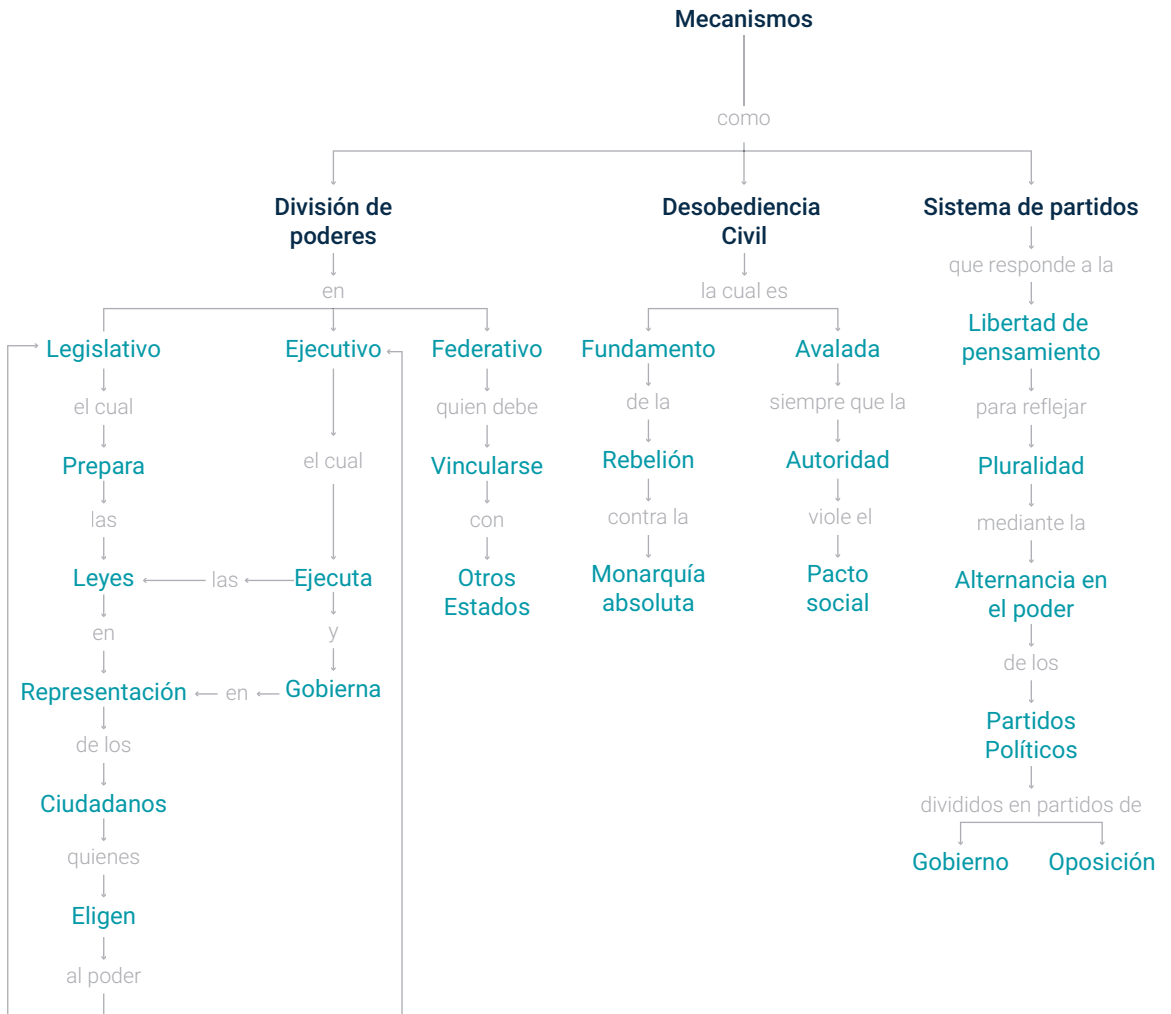 Mecanismos
como
División de
poderes
Desobediencia
Civil
Sistema de partidos
en
la cual es
que responde a la
Legislativo
Ejecutivo
Federativo
Fundamento
Avalada
Libertad de
pensamiento
el cual
quien debe
de la
siempre que la
para reflejar
Prepara
el cual
Vincularse
Rebelión
Autoridad
Pluralidad
las
con
contra la
viole el
mediante la
Leyes
las
Ejecuta
Otros
Estados
Monarquía
absoluta
Pacto
social
Alternancia en
el poder
en
y
de los
Representación
en
Gobierna
Partidos
Políticos
de los
Ciudadanos
divididos en partidos de
quienes
Gobierno
Oposición
Eligen
al poder